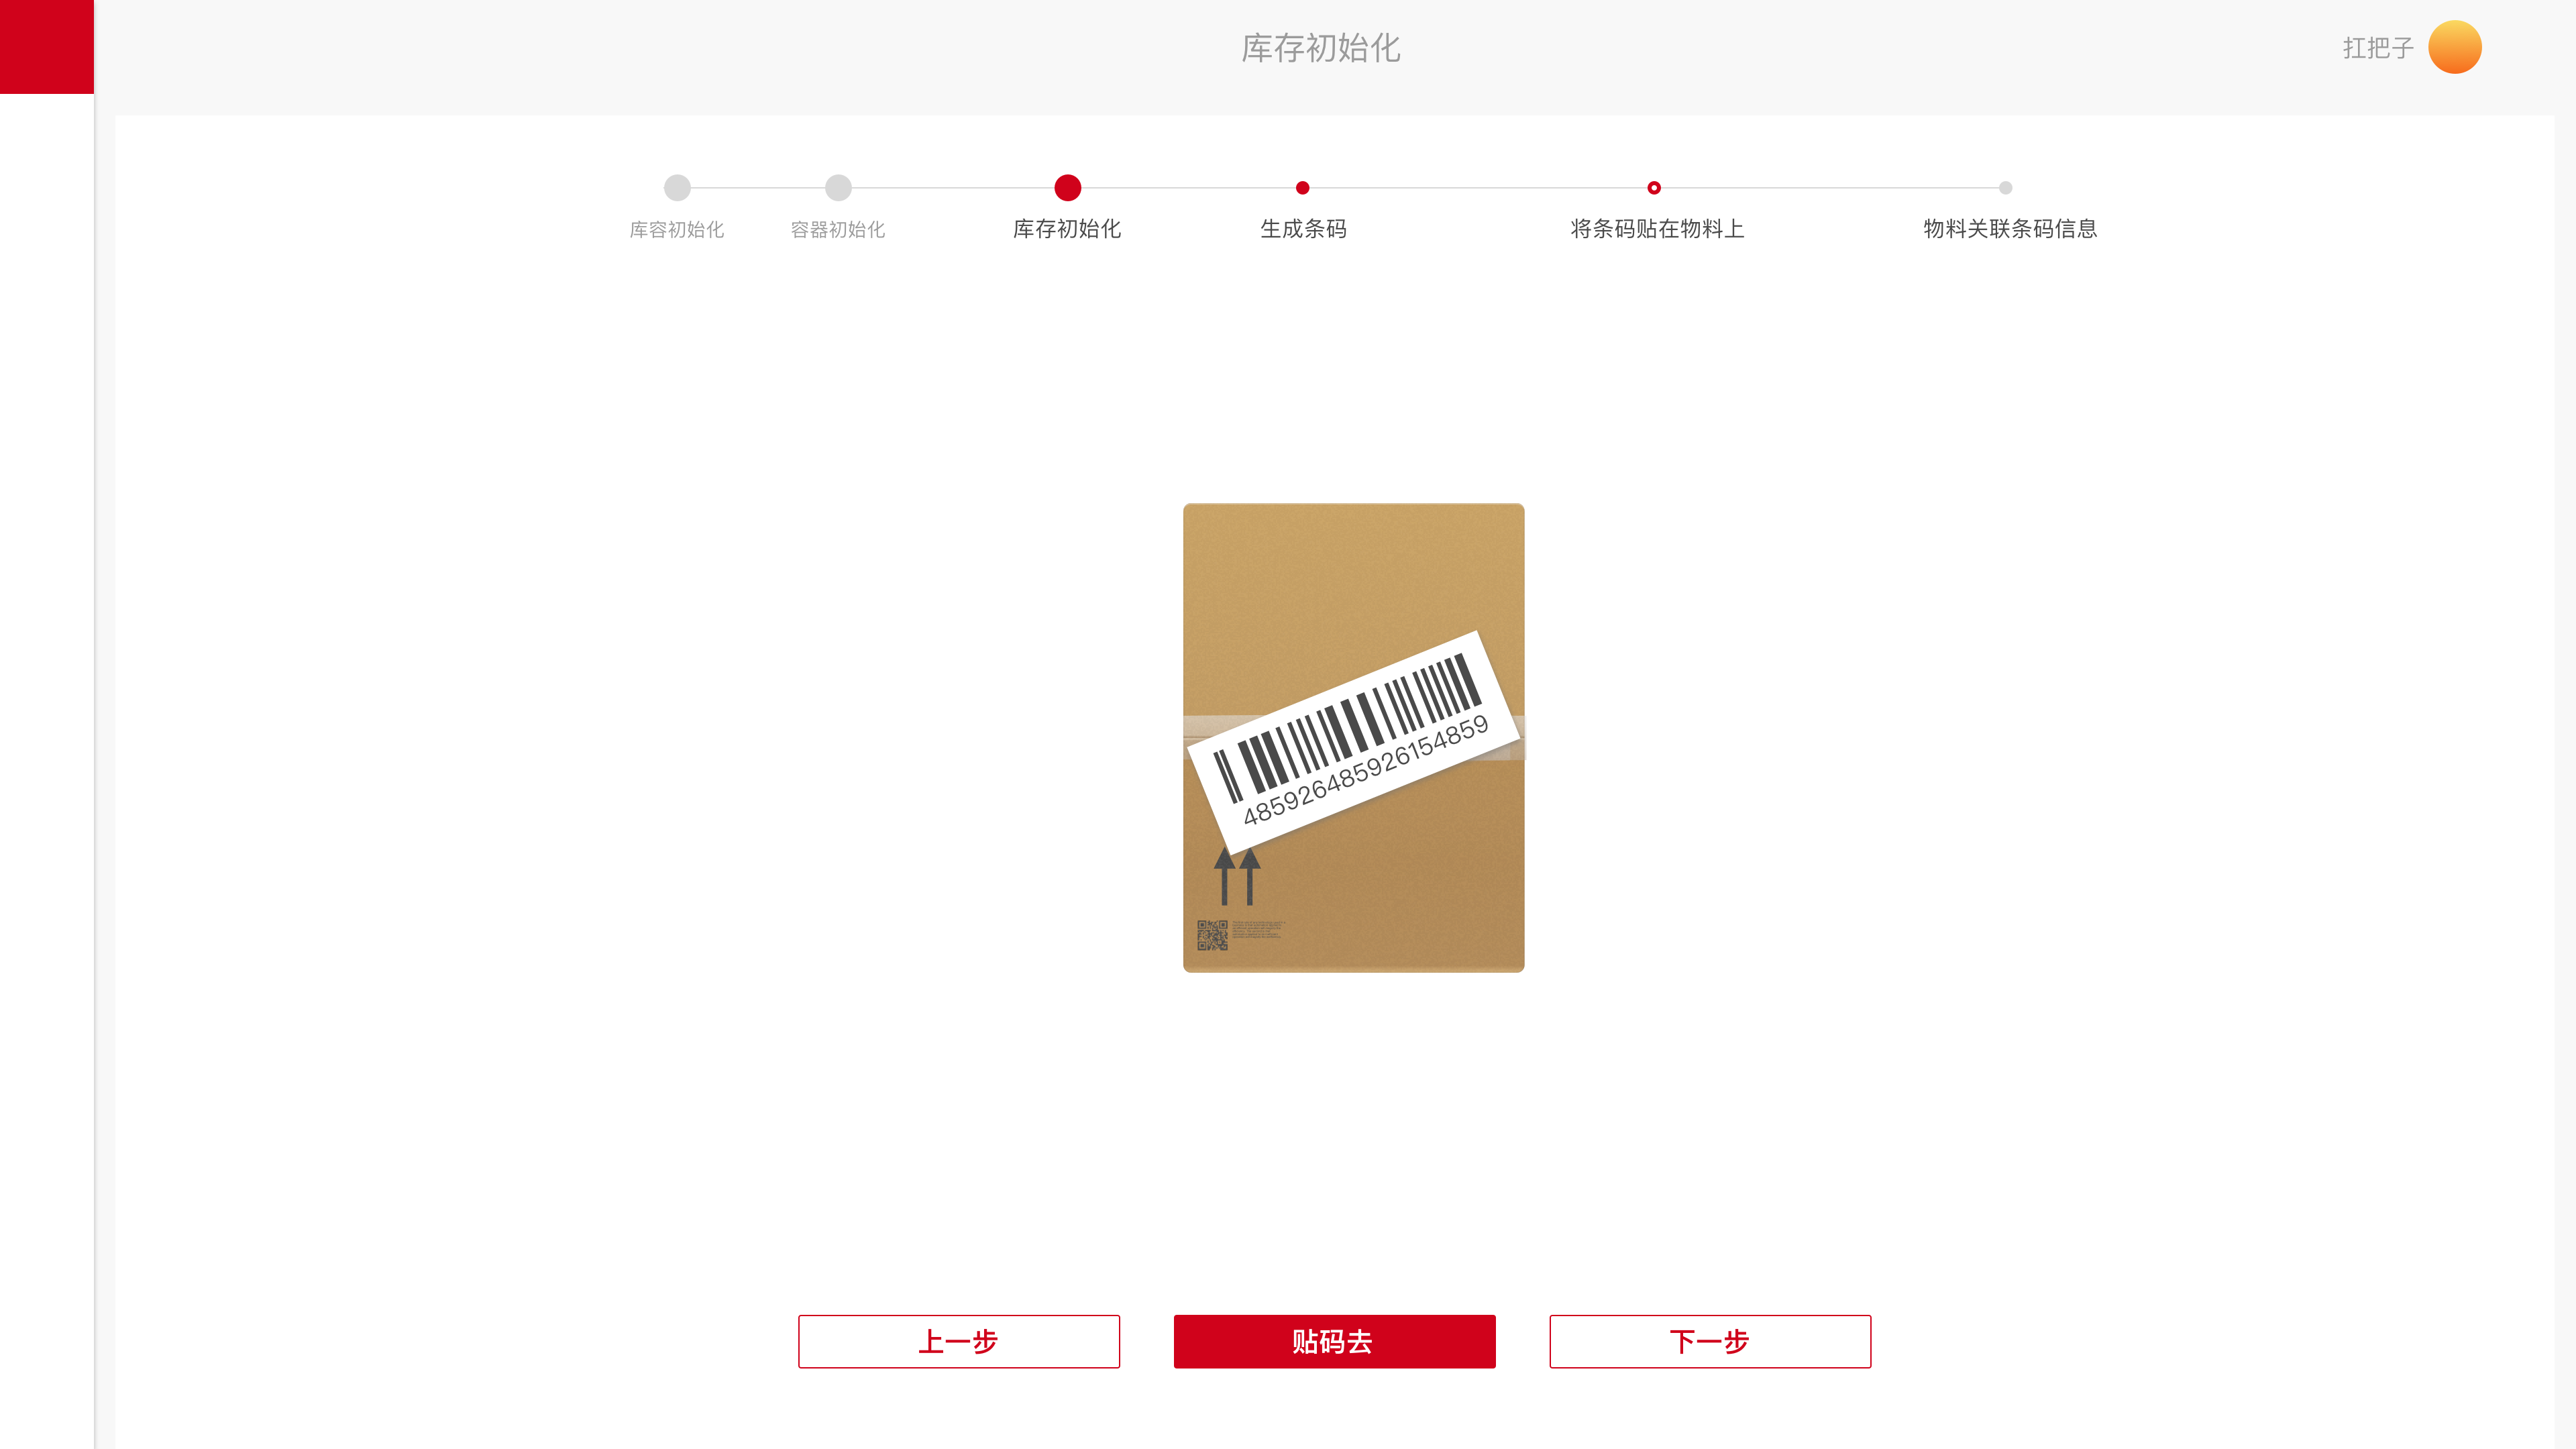 库存初始化
扛把子
库容初始化
容器初始化
库存初始化
生成条码
将条码贴在物料上
物料关联条码信息
485926485926154859
上一步
贴码去
下一步